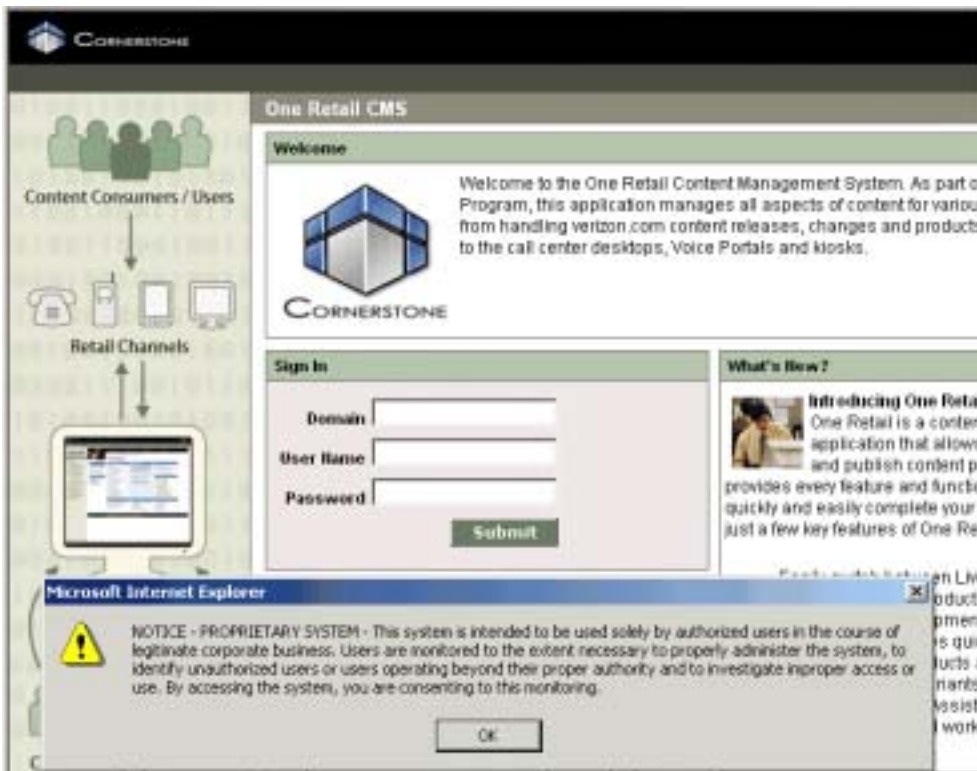 CORNERSTONE
One Retail CMS
Content Consumers / Users
Retail Channels
Welcome
Welcome to the One Retail Content Management System. As part
Program, this application manages all aspects of content for
from handling verizon.com content releases, changes and products
to the call center desktops, Voice Portals and kiosks.
CORNERSTONE
Sign In
Domain
User Name
Password
Submit
What's New?
Introducing One
One Retail is a
application that allows
and publish content
provides every feature and
quickly and easily complete your
just a few key features of One
Microsoft Internet Explorer
NOTICE - PROPRIETARY SYSTEM - This system is intended to be used solely by authorized users in the course of
legitimate corporate business. Users are monitored to the extent necessary to properly administer the system, to
identify unauthorized users or users operating beyond their proper authority and to investigate improper access or
use. By accessing the system, you are consenting to this monitoring.
OK